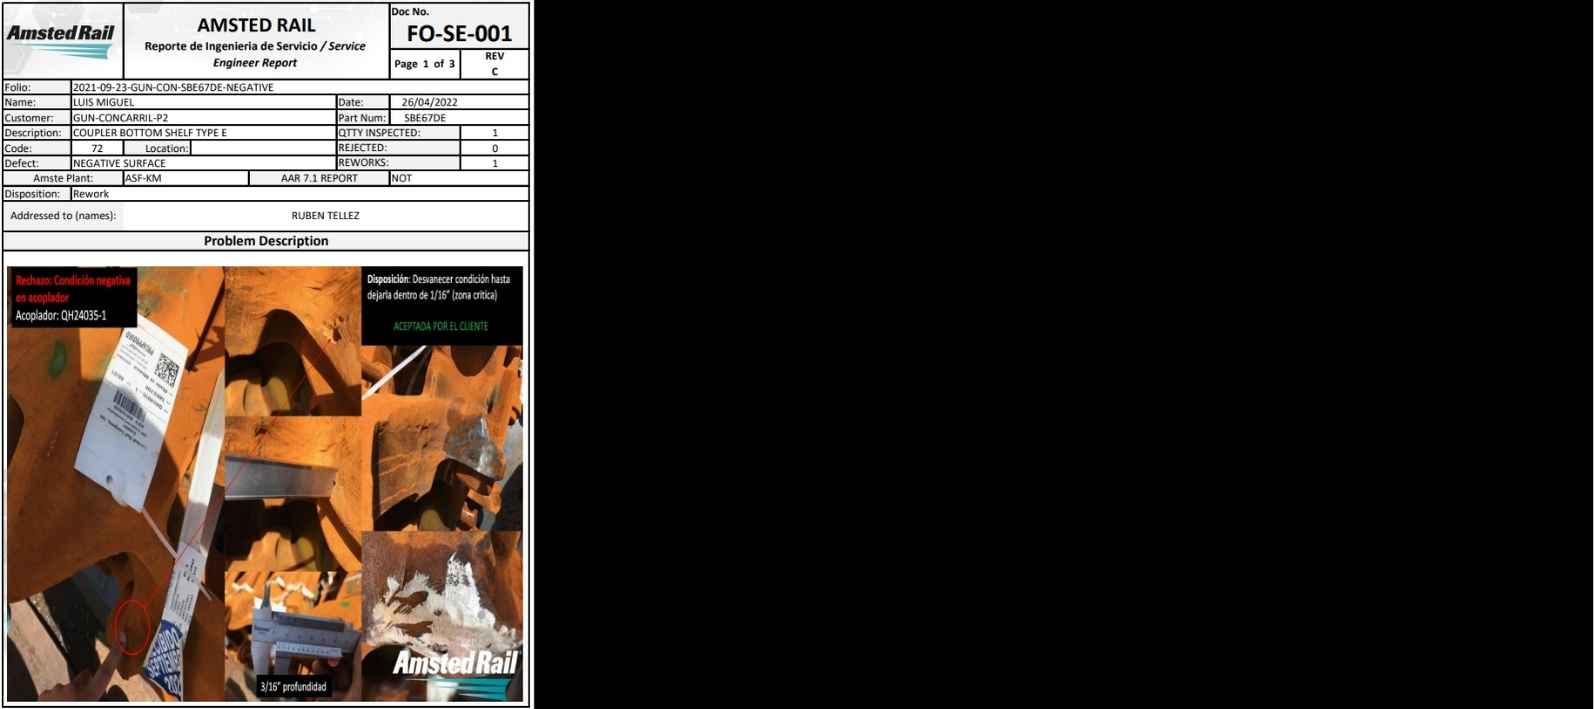 Amsted Rail
AMSTED RAIL
Reporte de Ingenieria de Servicio / Service
Engineer Report
Doc No.
FO-SE-001
Page 1 of 3
REV
C
Folio: 2021-09-23-GUN-CON-SBE67DE-NEGATIVE
Name: LUIS MIGUEL Date: 26/04/2022
Customer: GUN-CONCARRIL-P2 Part Num: SBE67DE
Description: COUPLER BOTTOM SHELF TYPE E QTTY INSPECTED: 1
Code: 72 Location: REJECTED: 0
Defect: NEGATIVE SURFACE REWORKS: 1
Amste Plant: ASF-KM AAR 7.1 REPORT NOT
Disposition: Rework
Addressed to (names): RUBEN TELLEZ
Problem Description
Rechazo: Condición negativa
en acoplador
Acoplador: QH24035-1
Disposición: Desvanecer condición hasta
dejarla dentro de 1/16" (zona critica)
ACEPTADA POR EL CLIENTE
3/16" profundidad
Amsted Rail